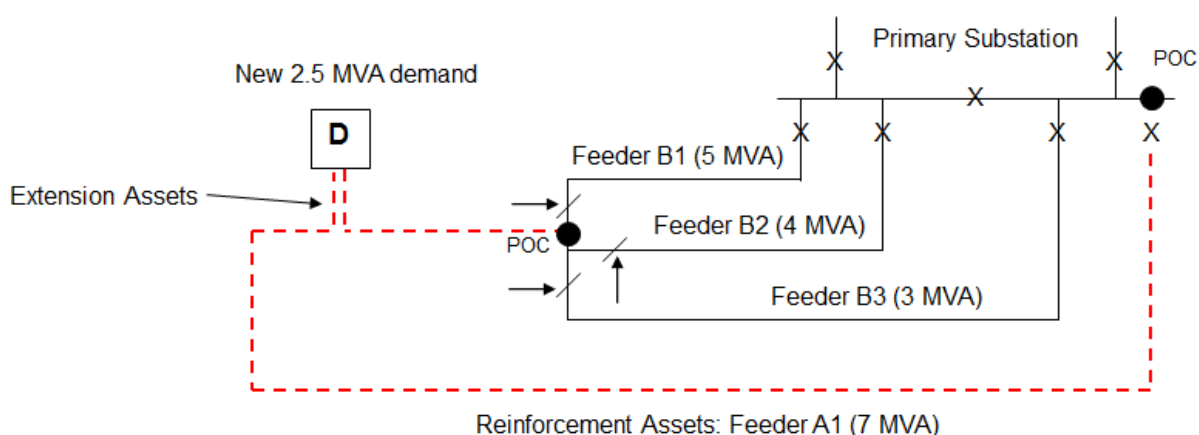 Primary Substation
POC
New 2.5 MVA demand
X
X
X
D
X
X
X
X
Feeder B1 (5 MVA)
Extension Assets
Feeder B2 (4 MVA)
POC
Feeder B3 (3 MVA)
Reinforcement Assets: Feeder A1 (7 MVA)